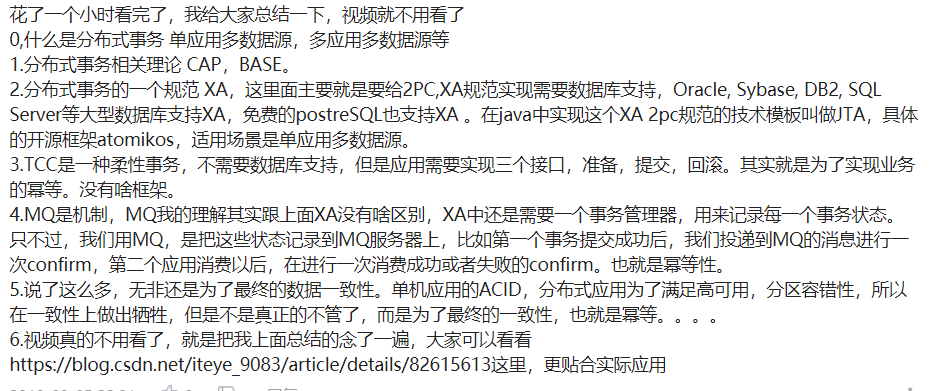 花了一个小时看完了，我给大家总结一下，视频就不用看了
0,什么是分布式事务 单应用多数据源，多应用多数据源等
1.分布式事务相关理论 CAP，BASE。
2.分布式事务的一个规范 XA，这里面主要就是要给2PC,XA规范实现需要数据库支持，Oracle, Sybase, DB2, SQL
Server等大型数据库支持XA，免费的postreSQL也支持XA 。在java中实现这个XA 2pc规范的技术模板叫做JTA，具体
的开源框架atomikos，适用场景是单应用多数据源。
3.TCC是一种柔性事务，不需要数据库支持，但是应用需要实现三个接口，准备，提交，回滚。其实就是为了实现业务
的幂等。没有啥框架。
4.MQ是机制，MQ我的理解其实跟上面XA没有啥区别，XA中还是需要一个事务管理器，用来记录每一个事务状态。
只不过，我们用MQ，是把这些状态记录到MQ服务器上，比如第一个事务提交成功后，我们投递到MQ的消息进行一
次confirm，第二个应用消费以后，在进行一次消费成功或者失败的confirm。也就是幂等性。
5.说了这么多，无非还是为了最终的数据一致性。单机应用的ACID，分布式应用为了满足高可用，分区容错性，所以
在一致性上做出牺牲，但是不是真正的不管了，而是为了最终的一致性，也就是幂等。。。。
6.视频真的不用看了，就是把我上面总结的念了一遍，大家可以看看
https://blog.csdn.net/iteye_9083/article/details/82615613这里，更贴合实际应用